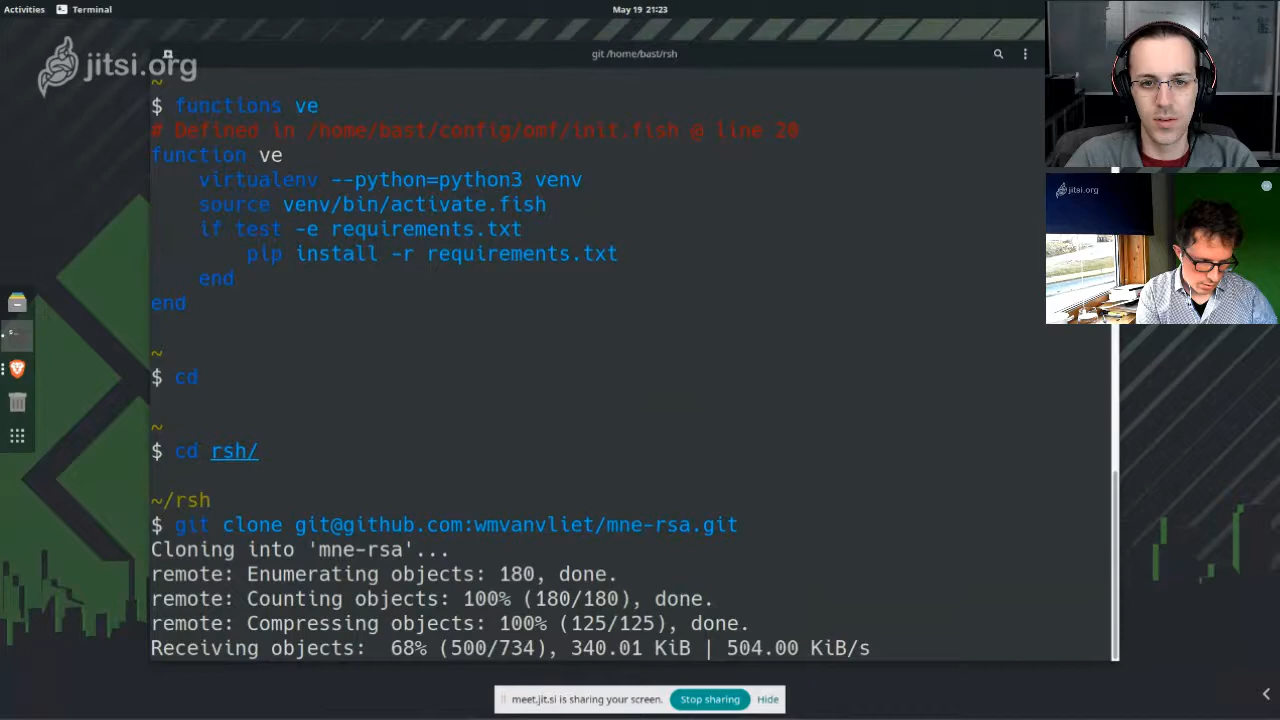 Activities
Terminal
May 19 21:23
jitsi.org
git /home/bast/rsh
~
$ functions ve
# Defined in /home/bast/config/omf/init.fish @ line 20
function ve
virtualenv --python=python3 venv
source venv/bin/activate.fish
if test -e requirements.txt
pip install -r requirements.txt
end
end
~
$ cd
~
$ cd rsh/
~/rsh
$ git clone git@github.com:wmvanvliet/mne-rsa.git
Cloning into 'mne-rsa'...
remote: Enumerating objects: 180, done.
remote: Counting objects: 100% (180/180), done.
remote: Compressing objects: 100% (125/125), done.
Receiving objects:  68% (500/734), 340.01 KiB | 504.00 KiB/s
jitsi.org
meet.jit.si is sharing your screen.
Stop sharing
Hide